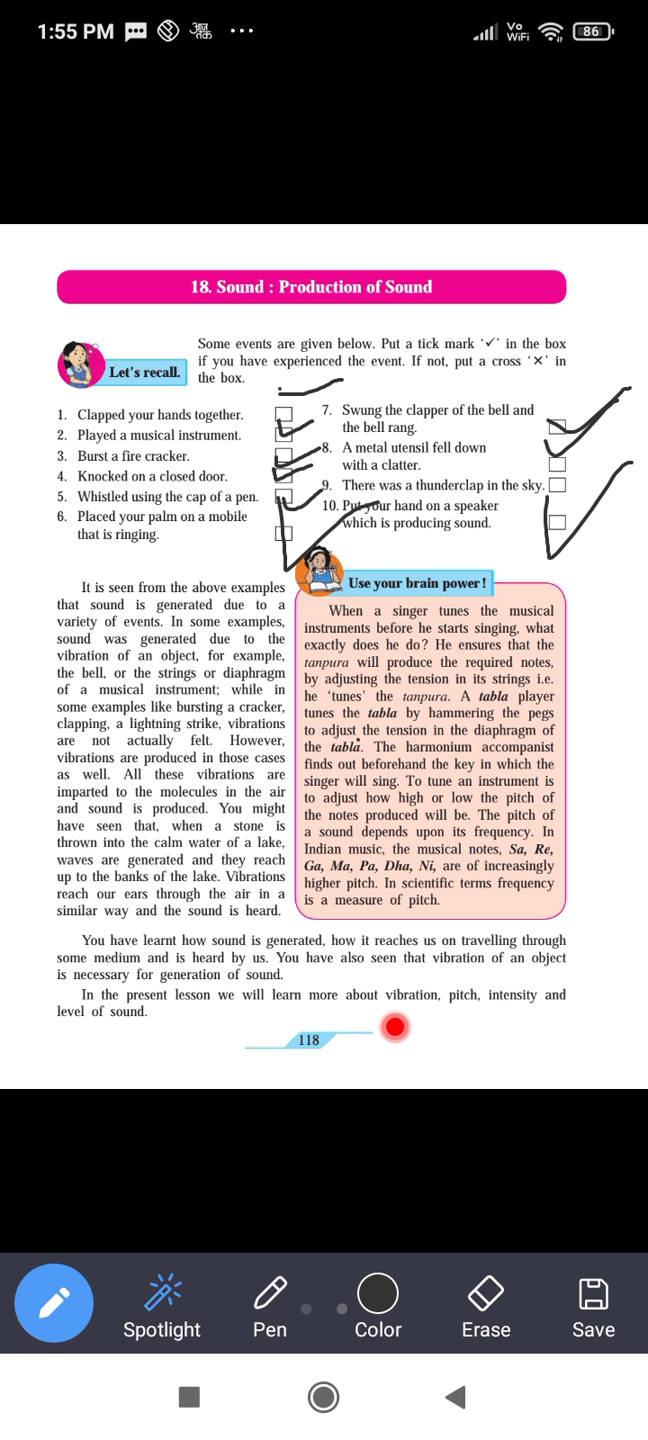 1:55 PM
आज तक
Vo WiFi
86
18. Sound : Production of Sound
Let's recall.
Some events are given below. Put a tick mark ‘✓’ in the box
if you have experienced the event. If not, put a cross ‘✕’ in
the box.
1. Clapped your hands together.
2. Played a musical instrument.
3. Burst a fire cracker.
4. Knocked on a closed door.
5. Whistled using the cap of a pen.
6. Placed your palm on a mobile
that is ringing.
7. Swung the clapper of the bell and
the bell rang.
8. A metal utensil fell down
with a clatter.
9. There was a thunderclap in the sky.
10. Put your hand on a speaker
which is producing sound.
It is seen from the above examples
that sound is generated due to a
variety of events. In some examples,
sound was generated due to the
vibration of an object, for example,
the bell, or the strings or diaphragm
of a musical instrument; while in
some examples like bursting a cracker,
clapping, a lightning strike, vibrations
are not actually felt. However,
vibrations are produced in those cases
as well. All these vibrations are
imparted to the molecules in the air
and sound is produced. You might
have seen that, when a stone is
thrown into the calm water of a lake,
waves are generated and they reach
up to the banks of the lake. Vibrations
reach our ears through the air in a
similar way and the sound is heard.
Use your brain power !
When a singer tunes the musical
instruments before he starts singing, what
exactly does he do? He ensures that the
tanpura will produce the required notes,
by adjusting the tension in its strings i.e.
he ‘tunes’ the tanpura. A tabla player
tunes the tabla by hammering the pegs
to adjust the tension in the diaphragm of
the tabla. The harmonium accompanist
finds out beforehand the key in which the
singer will sing. To tune an instrument is
to adjust how high or low the pitch of
the notes produced will be. The pitch of
a sound depends upon its frequency. In
Indian music, the musical notes, Sa, Re,
Ga, Ma, Pa, Dha, Ni, are of increasingly
higher pitch. In scientific terms frequency
is a measure of pitch.
You have learnt how sound is generated, how it reaches us on travelling through
some medium and is heard by us. You have also seen that vibration of an object
is necessary for generation of sound.
In the present lesson we will learn more about vibration, pitch, intensity and
level of sound.
118
Spotlight
Pen
Color
Erase
Save